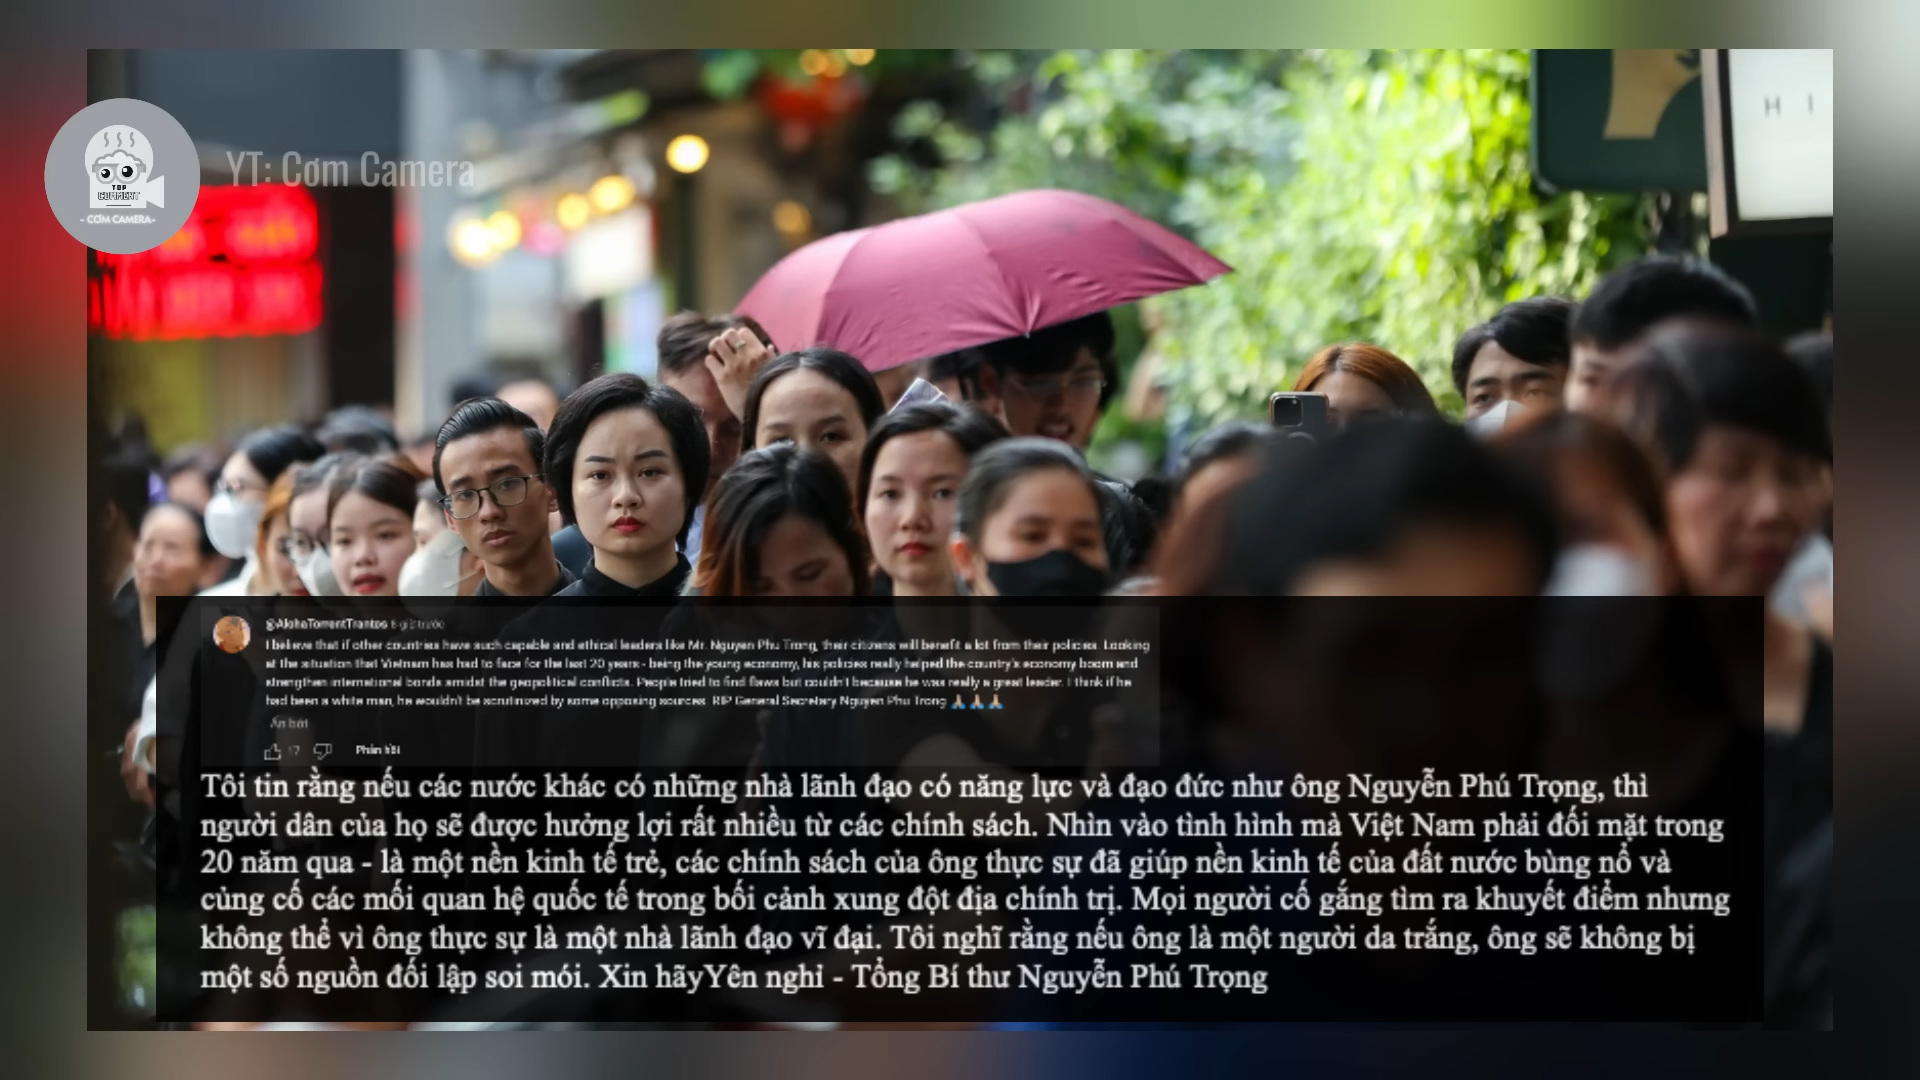 YT: Cơm Camera
TOP
COMMENT
- CƠM CAMERA-
H I
@AlohaTorrentTrantos 8 giờ trước
I believe that if other countries have such capable and ethical leaders like Mr. Nguyen Phu Trong, their citizens will benefit a lot from their policies. Looking
at the situation that Vietnam has had to face for the last 20 years - being the young economy, his policies really helped the country's economy boom and
strengthen international bonds amidst the geopolitical conflicts. People tried to find flaws but couldn't because he was really a great leader. I think if he
had been a white man, he wouldn't be scrutinized by some opposing sources. RIP General Secretary Nguyen Phu Trong 🙏🏼🙏🏼🙏🏼
Ẩn bớt
17 Phản hồi
Tôi tin rằng nếu các nước khác có những nhà lãnh đạo có năng lực và đạo đức như ông Nguyễn Phú Trọng, thì
người dân của họ sẽ được hưởng lợi rất nhiều từ các chính sách. Nhìn vào tình hình mà Việt Nam phải đối mặt trong
20 năm qua - là một nền kinh tế trẻ, các chính sách của ông thực sự đã giúp nền kinh tế của đất nước bùng nổ và
củng cố các mối quan hệ quốc tế trong bối cảnh xung đột địa chính trị. Mọi người cố gắng tìm ra khuyết điểm nhưng
không thể vì ông thực sự là một nhà lãnh đạo vĩ đại. Tôi nghĩ rằng nếu ông là một người da trắng, ông sẽ không bị
một số nguồn đối lập soi mói. Xin hãyYên nghỉ - Tổng Bí thư Nguyễn Phú Trọng